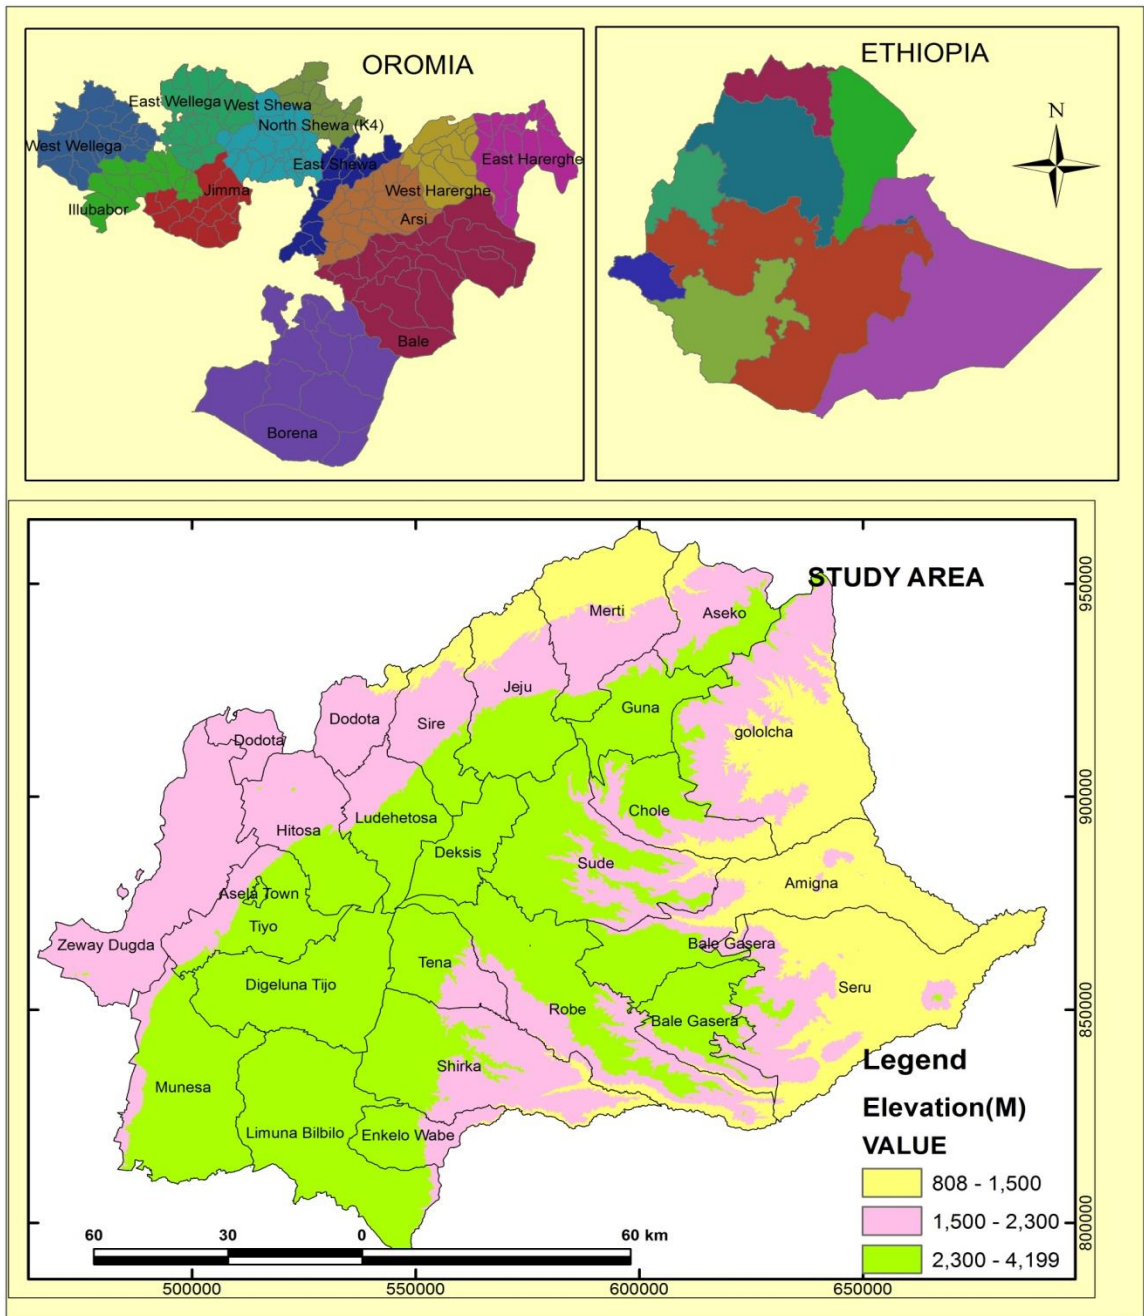 OROMIA
East Wellega
West Shewa
North Shewa (K4)
West Wellega
East Shewa
East Harerghe
Jimma
West Harerghe
Illubabor
Arsi
Bale
Borena
ETHIOPIA
N
STUDY AREA
Merti
Aseko
Jeju
Guna
Dodota
Sire
Dodota
gololcha
Chole
Ludehetosa
Hitosa
Deksis
Sude
Asela Town
Amigna
Tiyo
Zeway Dugda
Bale Gasera
Tena
Digeluna Tijo
Seru
Robe
Bale Gasera
Shirka
Munesa
Limuna Bilbilo
Enkelo Wabe
Legend
Elevation(M)
VALUE
808 - 1,500
1,500 - 2,300
2,300 - 4,199
60 30 0 60 km
500000 550000 600000 650000
950000
900000
850000
800000